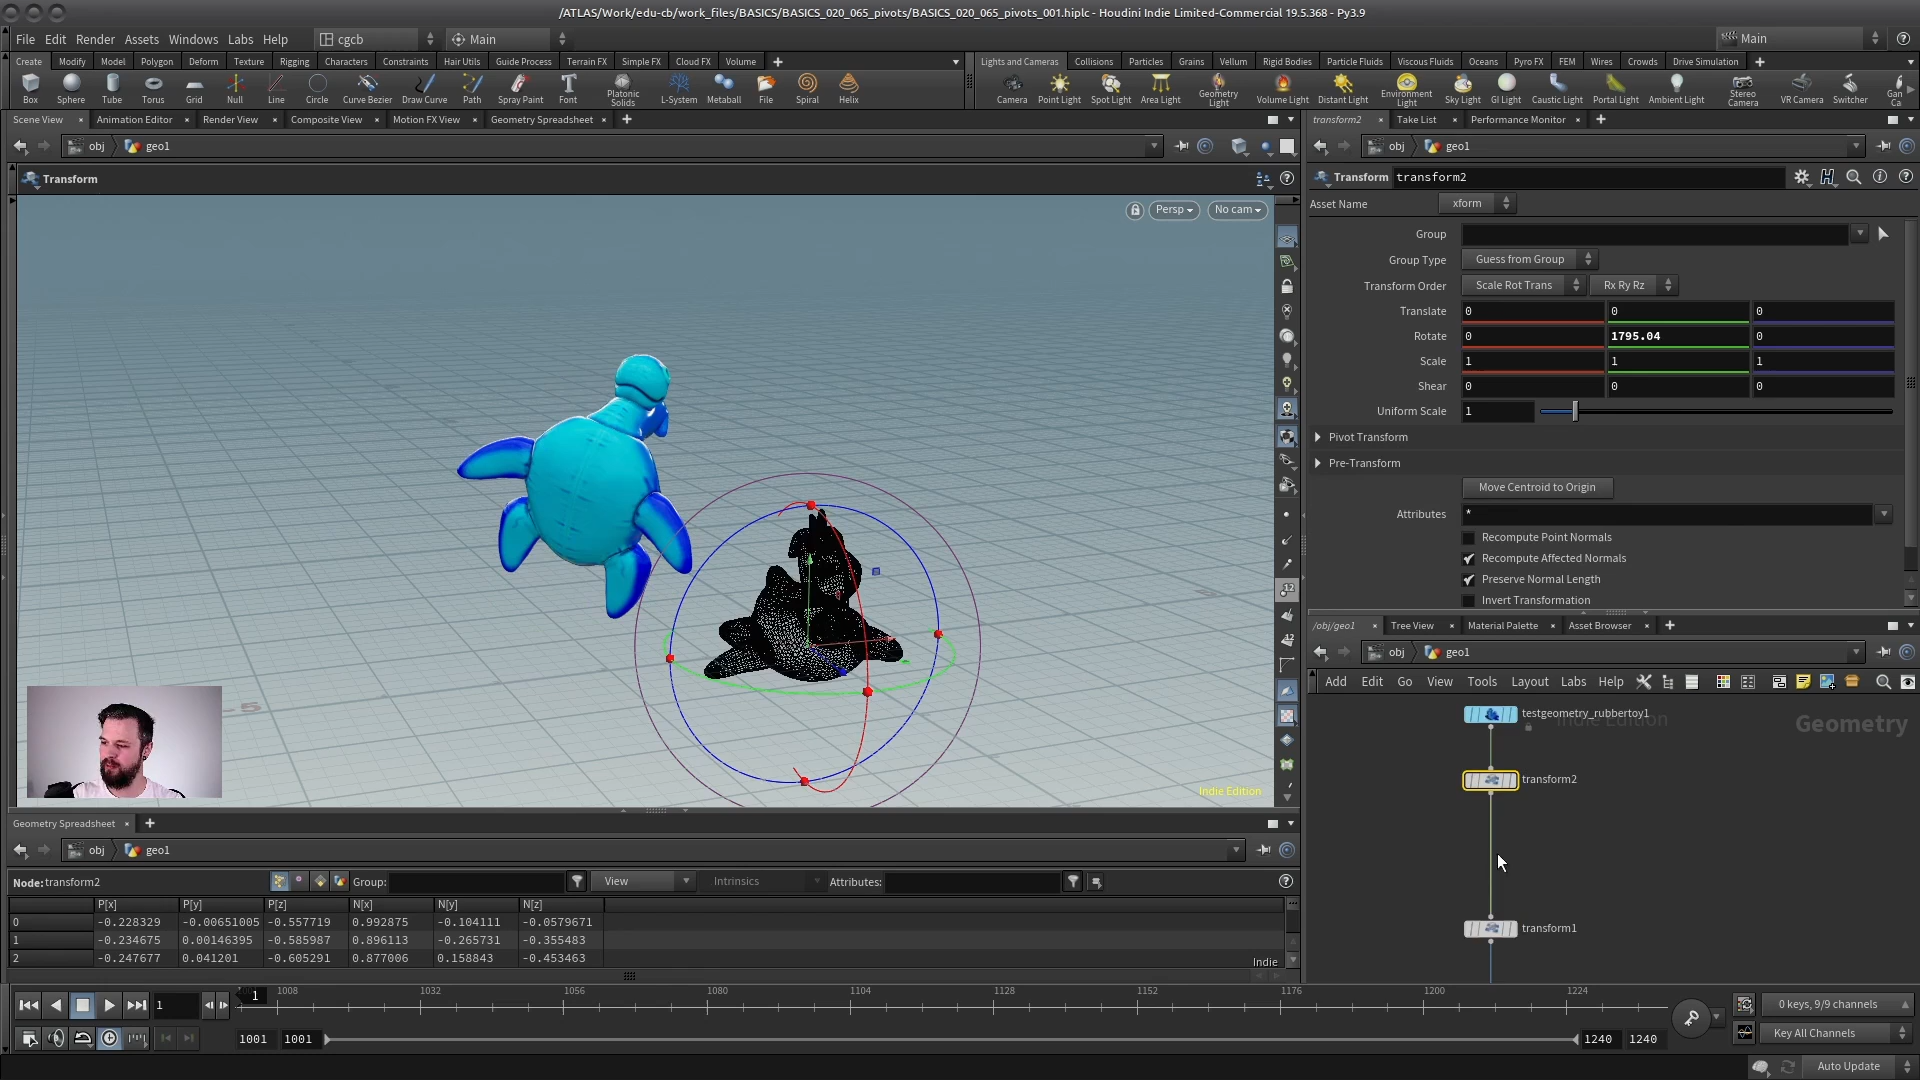 /ATLAS/Work/edu-cb/work_files/BASICS/BASICS_020_065_pivots/BASICS_020_065_pivots_001.hiplc - Houdini Indie Limited-Commercial 19.5.368 - Py3.9
File Edit Render Assets Windows Labs Help cgcb Main Main
Create Modify Model Polygon Deform Texture Rigging Characters Constraints Hair Utils Guide Process Terrain FX Simple FX Cloud FX Volume
Lights and Cameras Collisions Particles Grains Vellum Rigid Bodies Particle Fluids Viscous Fluids Oceans Pyro FX FEM Wires Crowds Drive Simulation
Box Sphere Tube Torus Grid Null Line Circle Curve Bezier Draw Curve Path Spray Paint Font Platonic Solids L-System Metaball File Spiral Helix
Camera Point Light Spot Light Area Light Geometry Light Volume Light Distant Light Environment Light Sky Light GI Light Caustic Light Portal Light Ambient Light Stereo Camera VR Camera Switcher Gan Ca
Scene View Animation Editor Render View Composite View Motion FX View Geometry Spreadsheet
obj geo1
Transform
Persp No cam
-5
Indie Edition
transform2 Take List Performance Monitor
obj geo1
Transform transform2
Asset Name xform
Group
Group Type Guess from Group
Transform Order Scale Rot Trans Rx Ry Rz
Translate 0 0 0
Rotate 0 1795.04 0
Scale 1 1 1
Shear 0 0 0
Uniform Scale 1
Pivot Transform
Pre-Transform
Move Centroid to Origin
Attributes *
Recompute Point Normals
Recompute Affected Normals
Preserve Normal Length
Invert Transformation
/obj/geo1 Tree View Material Palette Asset Browser
obj geo1
Add Edit Go View Tools Layout Labs Help
testgeometry_rubbertoy1
Indie Edition
Geometry
transform2
transform1
Geometry Spreadsheet
obj geo1
Node: transform2 Group: View Intrinsics Attributes:
P[x] P[y] P[z] N[x] N[y] N[z]
0 -0.228329 -0.00651005 -0.557719 0.992875 -0.104111 -0.0579671
1 -0.234675 0.00146395 -0.585987 0.896113 -0.265731 -0.355483
2 -0.247677 0.041201 -0.605291 0.877006 0.158843 -0.453463
Indie
1 1 1008 1032 1056 1080 1104 1128 1152 1176 1200 1224
0 keys, 9/9 channels
1001 1001 1240 1240
Key All Channels
Auto Update